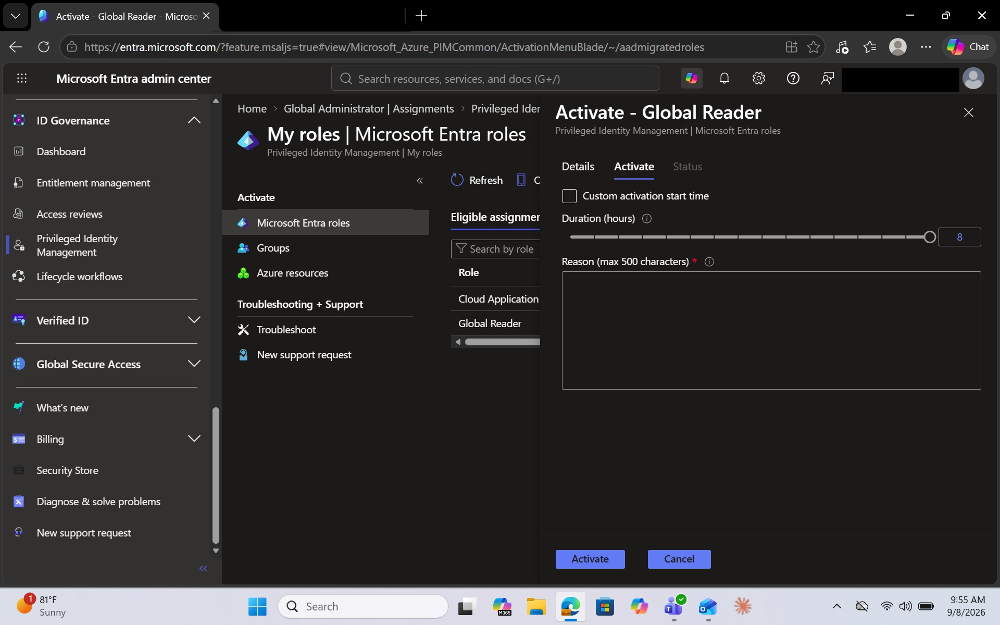 Activate - Global Reader - Microso
https://entra.microsoft.com/?feature.msaljs=true#view/Microsoft_Azure_PIMCommon/ActivationMenuBlade/~/aadmigratedroles
Chat
Microsoft Entra admin center
Search resources, services, and docs (G+/)
ID Governance
Dashboard
Entitlement management
Access reviews
Privileged Identity
Management
Lifecycle workflows
Verified ID
Global Secure Access
What's new
Billing
Security Store
Diagnose & solve problems
New support request
Home > Global Administrator | Assignments > Privileged Iden
My roles | Microsoft Entra roles
Privileged Identity Management | My roles
Activate
Microsoft Entra roles
Groups
Azure resources
Troubleshooting + Support
Troubleshoot
New support request
Refresh
Eligible assignmen
Search by role
Role
Cloud Application
Global Reader
Activate - Global Reader
Privileged Identity Management | Microsoft Entra roles
Details Activate Status
Custom activation start time
Duration (hours)
8
Reason (max 500 characters) *
Activate
Cancel
1
81°F
Sunny
Search
M365
9:55 AM
9/8/2026